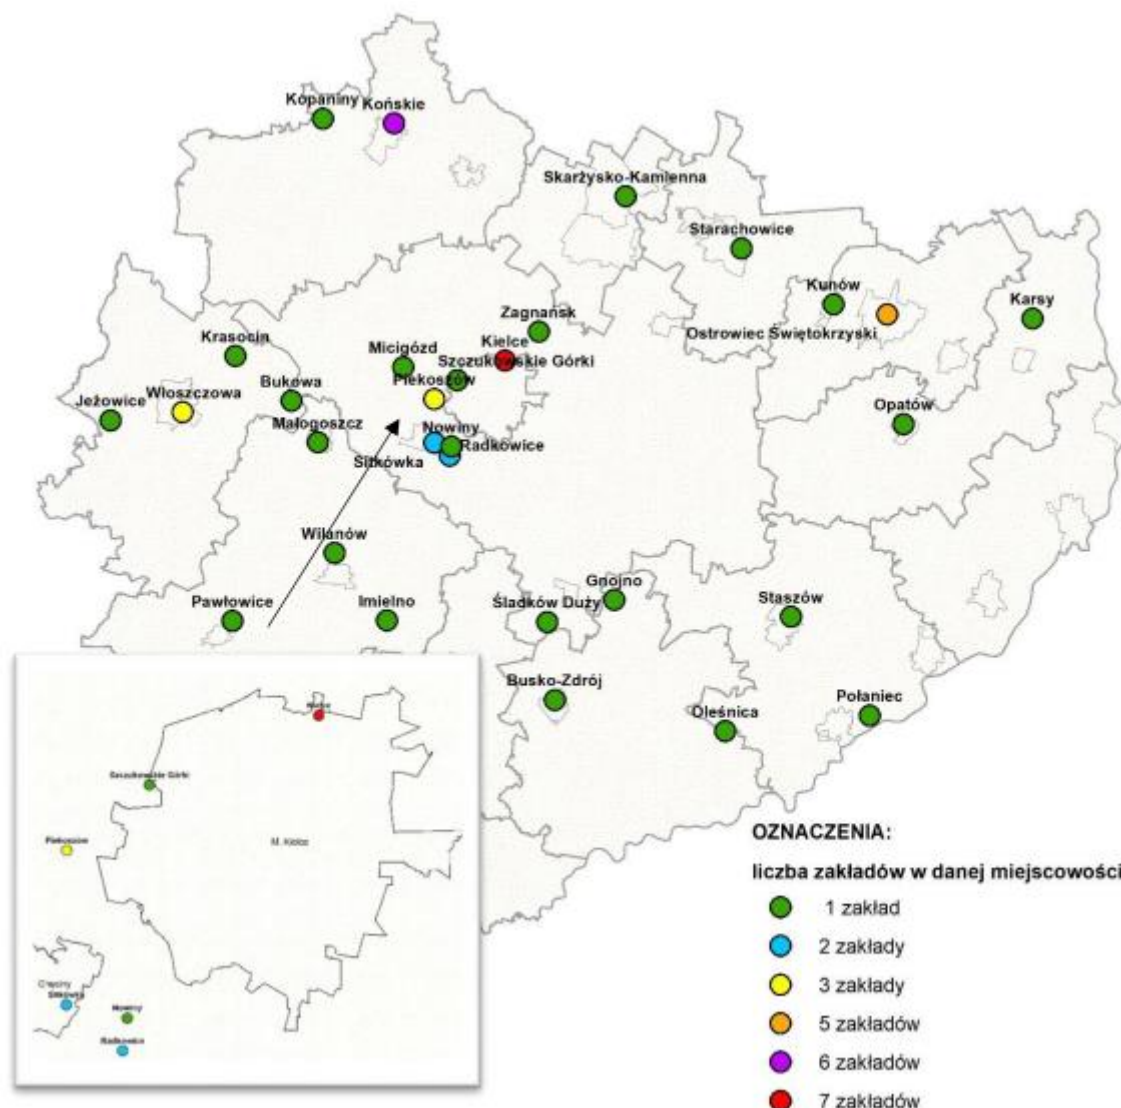 Kopaniny
Końskie
Skarżysko-Kamienna
Starachowice
Kunów
Karsy
Ostrowiec Świętokrzyski
Zagnańsk
Krasocin
Kielce
Micigózd
Szczukowskie Górki
Piekoszów
Bukowa
Włoszczowa
Jeżowice
Opatów
Małogoszcz
Nowiny
Radkowice
Sitkówka
Wilanów
Gnojno
Pawłowice
Imielno
Śladków Duży
Staszów
Busko-Zdrój
Połaniec
Oleśnica
Kielce
Szczukowskie Górki
M. Kielce
Piekoszów
Chęciny
Sitkówka
Nowiny
Radkowice
OZNACZENIA:
liczba zakładów w danej miejscowości
1 zakład
2 zakłady
3 zakłady
5 zakładów
6 zakładów
7 zakładów